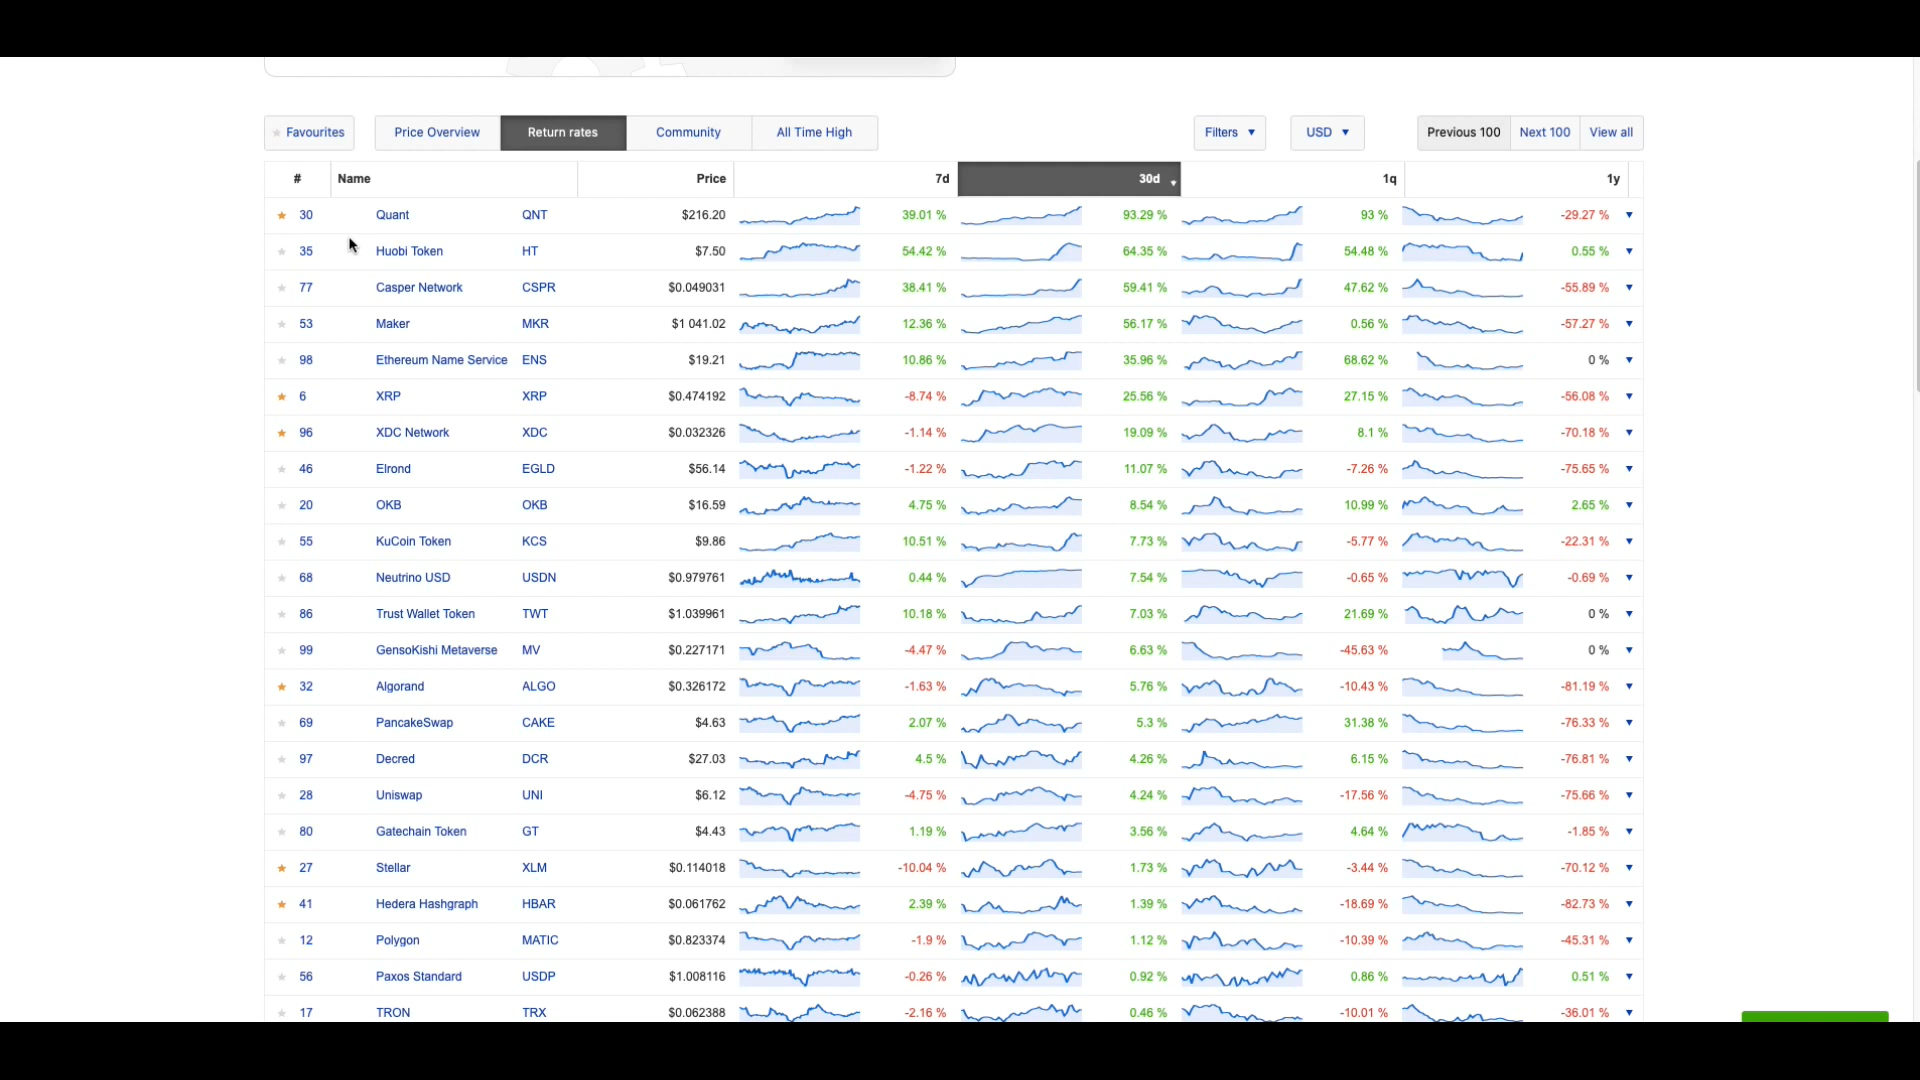 Favourites Price Overview Return rates Community All Time High Filters ▼ USD ▼ Previous 100 Next 100 View all
# Name Price 7d 30d 1q 1y
30 Quant QNT $216.20 39.01 % 93.29 % 93 % -29.27 %
35 Huobi Token HT $7.50 54.42 % 64.35 % 54.48 % 0.55 %
77 Casper Network CSPR $0.049031 38.41 % 59.41 % 47.62 % -55.89 %
53 Maker MKR $1 041.02 12.36 % 56.17 % 0.56 % -57.27 %
98 Ethereum Name Service ENS $19.21 10.86 % 35.96 % 68.62 % 0 %
6 XRP XRP $0.474192 -8.74 % 25.56 % 27.15 % -56.08 %
96 XDC Network XDC $0.032326 -1.14 % 19.09 % 8.1 % -70.18 %
46 Elrond EGLD $56.14 -1.22 % 11.07 % -7.26 % -75.65 %
20 OKB OKB $16.59 4.75 % 8.54 % 10.99 % 2.65 %
55 KuCoin Token KCS $9.86 10.51 % 7.73 % -5.77 % -22.31 %
68 Neutrino USD USDN $0.979761 0.44 % 7.54 % -0.65 % -0.69 %
86 Trust Wallet Token TWT $1.039961 10.18 % 7.03 % 21.69 % 0 %
99 GensoKishi Metaverse MV $0.227171 -4.47 % 6.63 % -45.63 % 0 %
32 Algorand ALGO $0.326172 -1.63 % 5.76 % -10.43 % -81.19 %
69 PancakeSwap CAKE $4.63 2.07 % 5.3 % 31.38 % -76.33 %
97 Decred DCR $27.03 4.5 % 4.26 % 6.15 % -76.81 %
28 Uniswap UNI $6.12 -4.75 % 4.24 % -17.56 % -75.66 %
80 Gatechain Token GT $4.43 1.19 % 3.56 % 4.64 % -1.85 %
27 Stellar XLM $0.114018 -10.04 % 1.73 % -3.44 % -70.12 %
41 Hedera Hashgraph HBAR $0.061762 2.39 % 1.39 % -18.69 % -82.73 %
12 Polygon MATIC $0.823374 -1.9 % 1.12 % -10.39 % -45.31 %
56 Paxos Standard USDP $1.008116 -0.26 % 0.92 % 0.86 % 0.51 %
17 TRON TRX $0.062388 -2.16 % 0.46 % -10.01 % -36.01 %